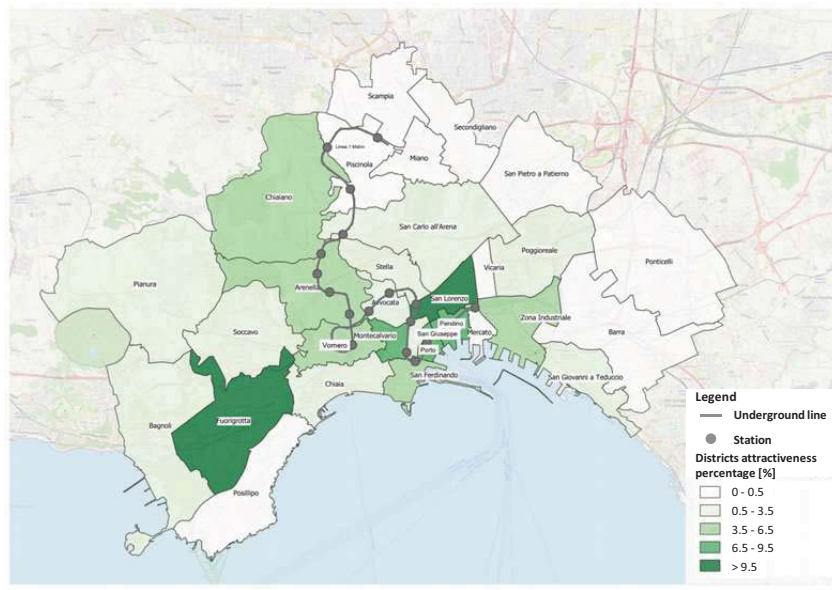 Scampia
Secondigliano
Linea 1 Metro
Miano
Piscinola
San Pietro a Patierno
Chiaiano
San Carlo all'Arena
Poggioreale
Ponticelli
Stella
Vicaria
Pianura
Arenella
Avvocata
San Lorenzo
Zona Industriale
Soccavo
Pendino
Mercato
Barra
San Giuseppe
Montecalvario
Vomero
Porto
San Ferdinando
San Giovanni a Teduccio
Chiaia
Fuorigrotta
Bagnoli
Posillipo
Legend
Underground line
Station
Districts attractiveness
percentage [%]
0 - 0.5
0.5 - 3.5
3.5 - 6.5
6.5 - 9.5
> 9.5